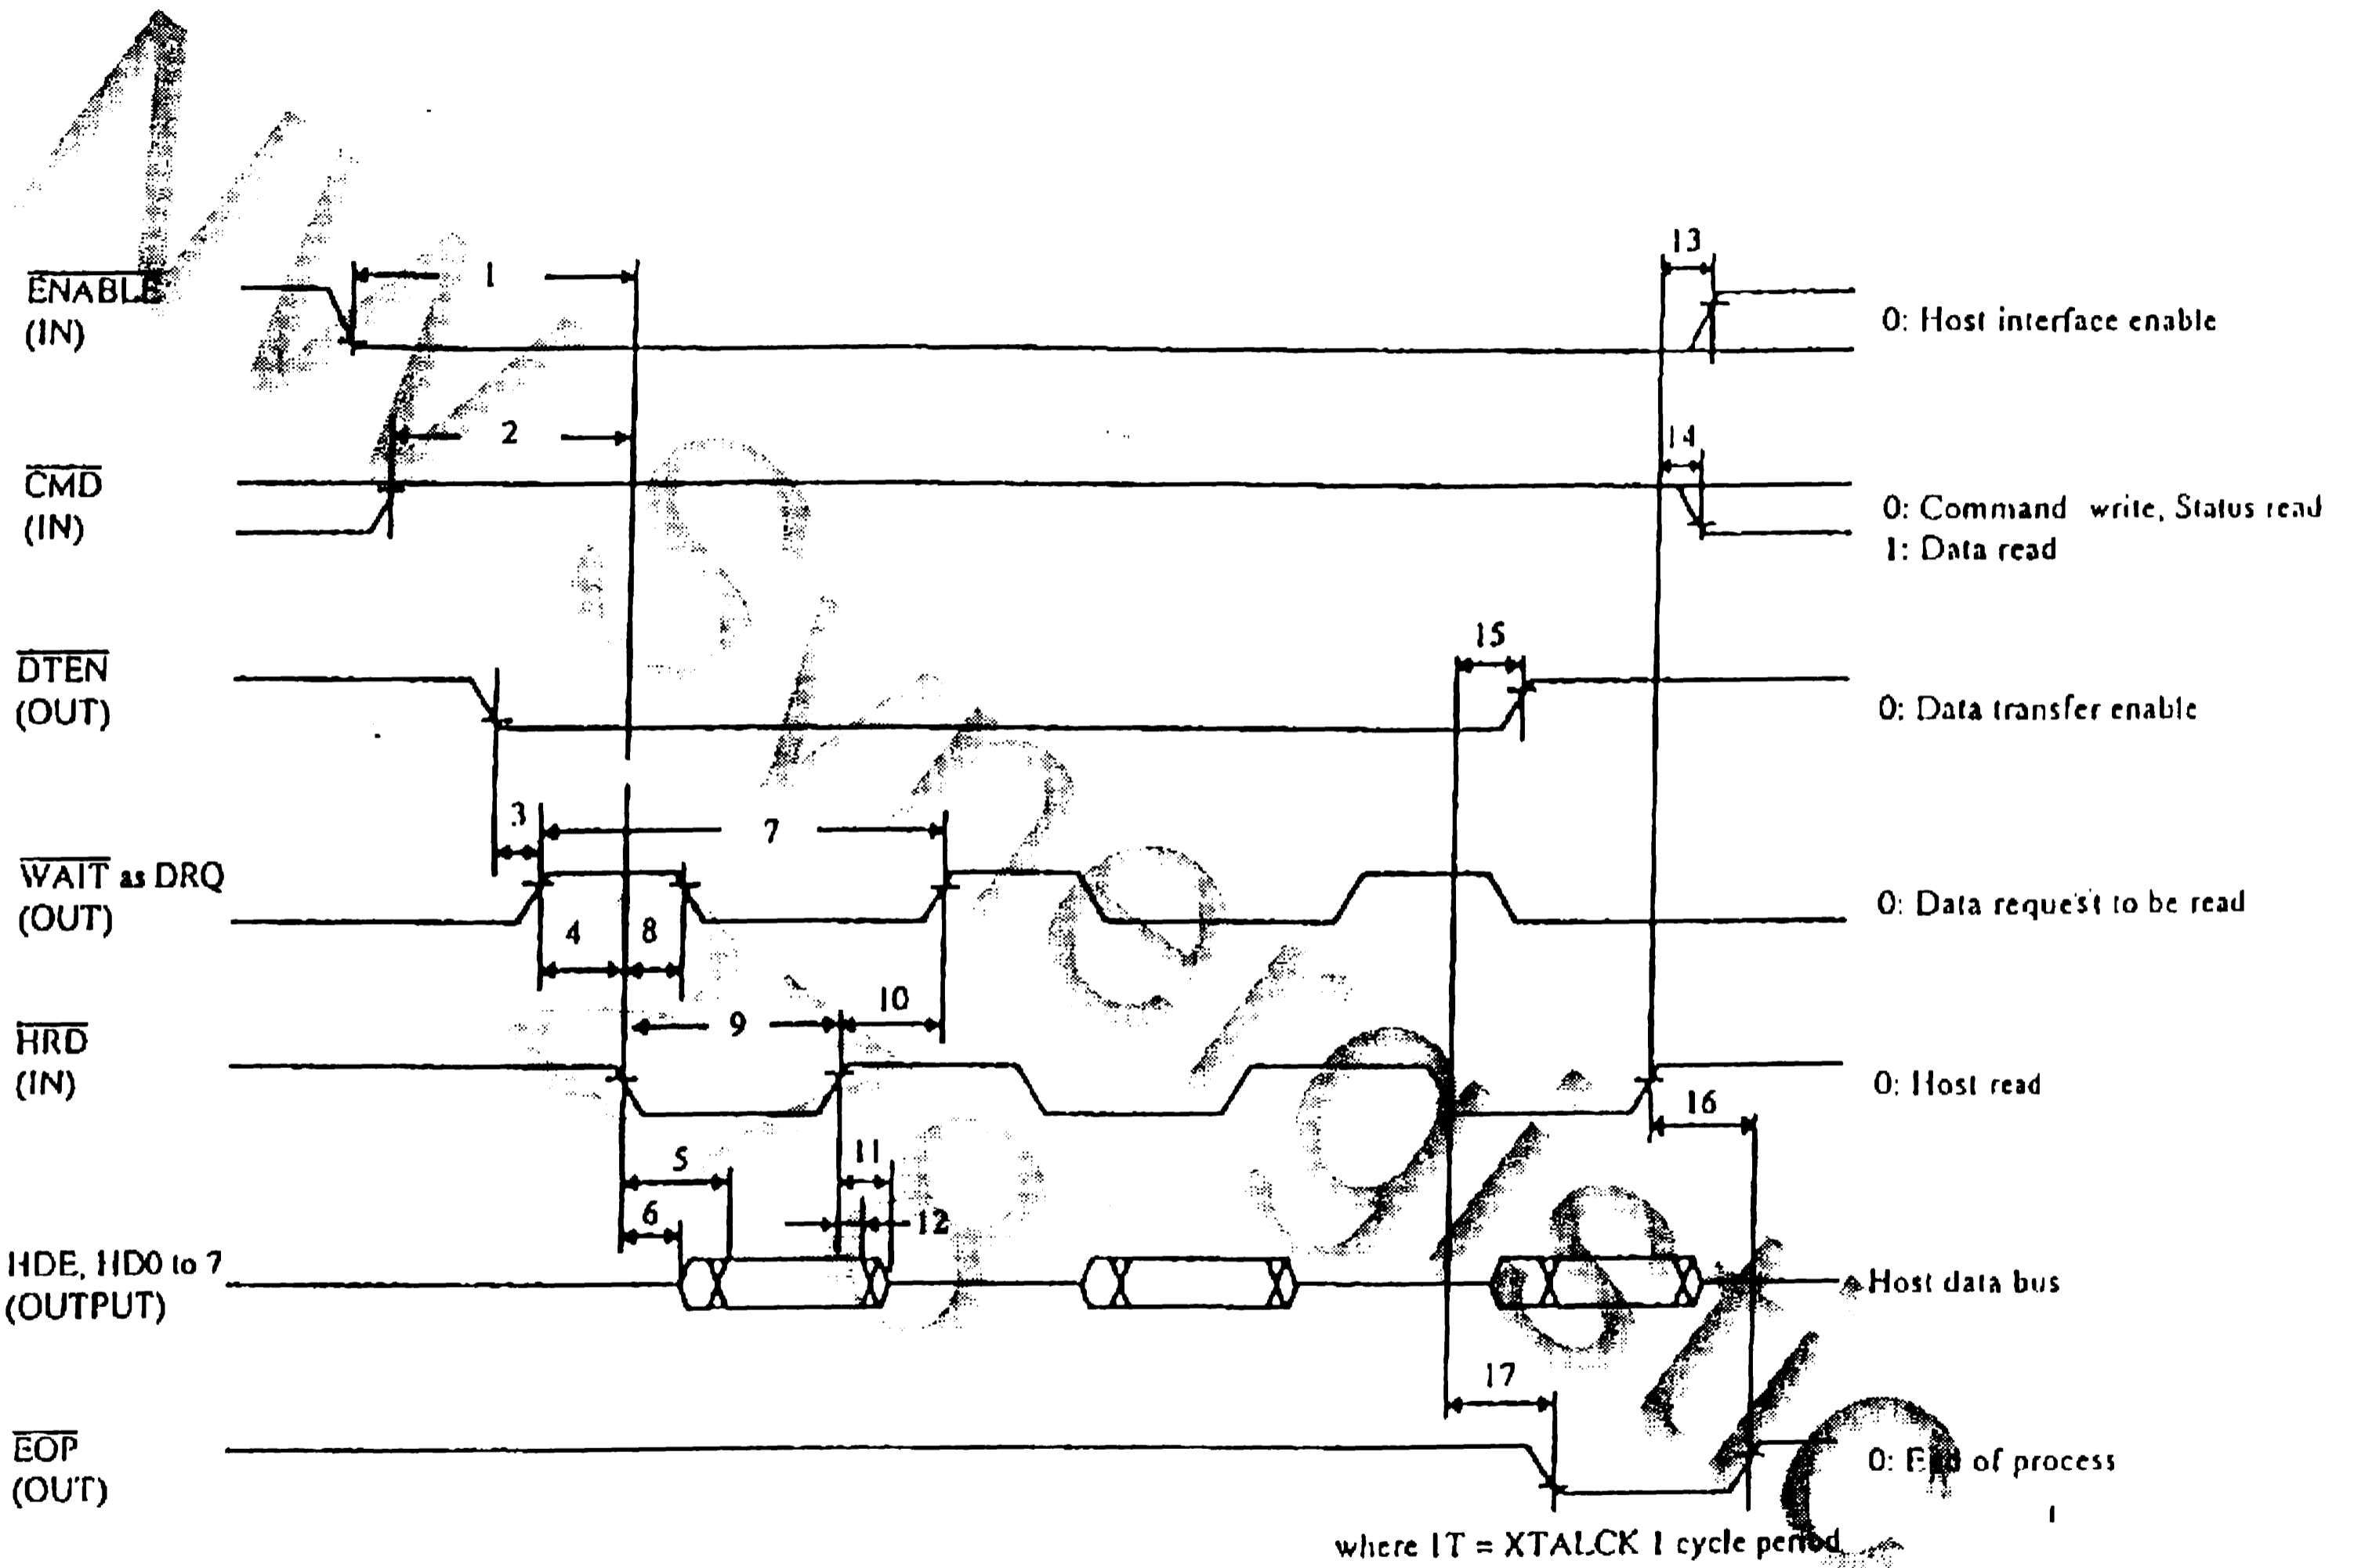 13
1
ENABLE
(IN)
0: Host interface enable
2
14
CMD
(IN)
0: Command write, Status read
1: Data read
15
DTEN
(OUT)
0: Data transfer enable
3
7
WAIT as DRQ
(OUT)
4
8
0: Data request to be read
9
10
HRD
(IN)
0: Host read
16
5
11
6
12
HDE, HD0 to 7
(OUTPUT)
Host data bus
17
EOP
(OUT)
0: End of process
where 1T = XTALCK 1 cycle period